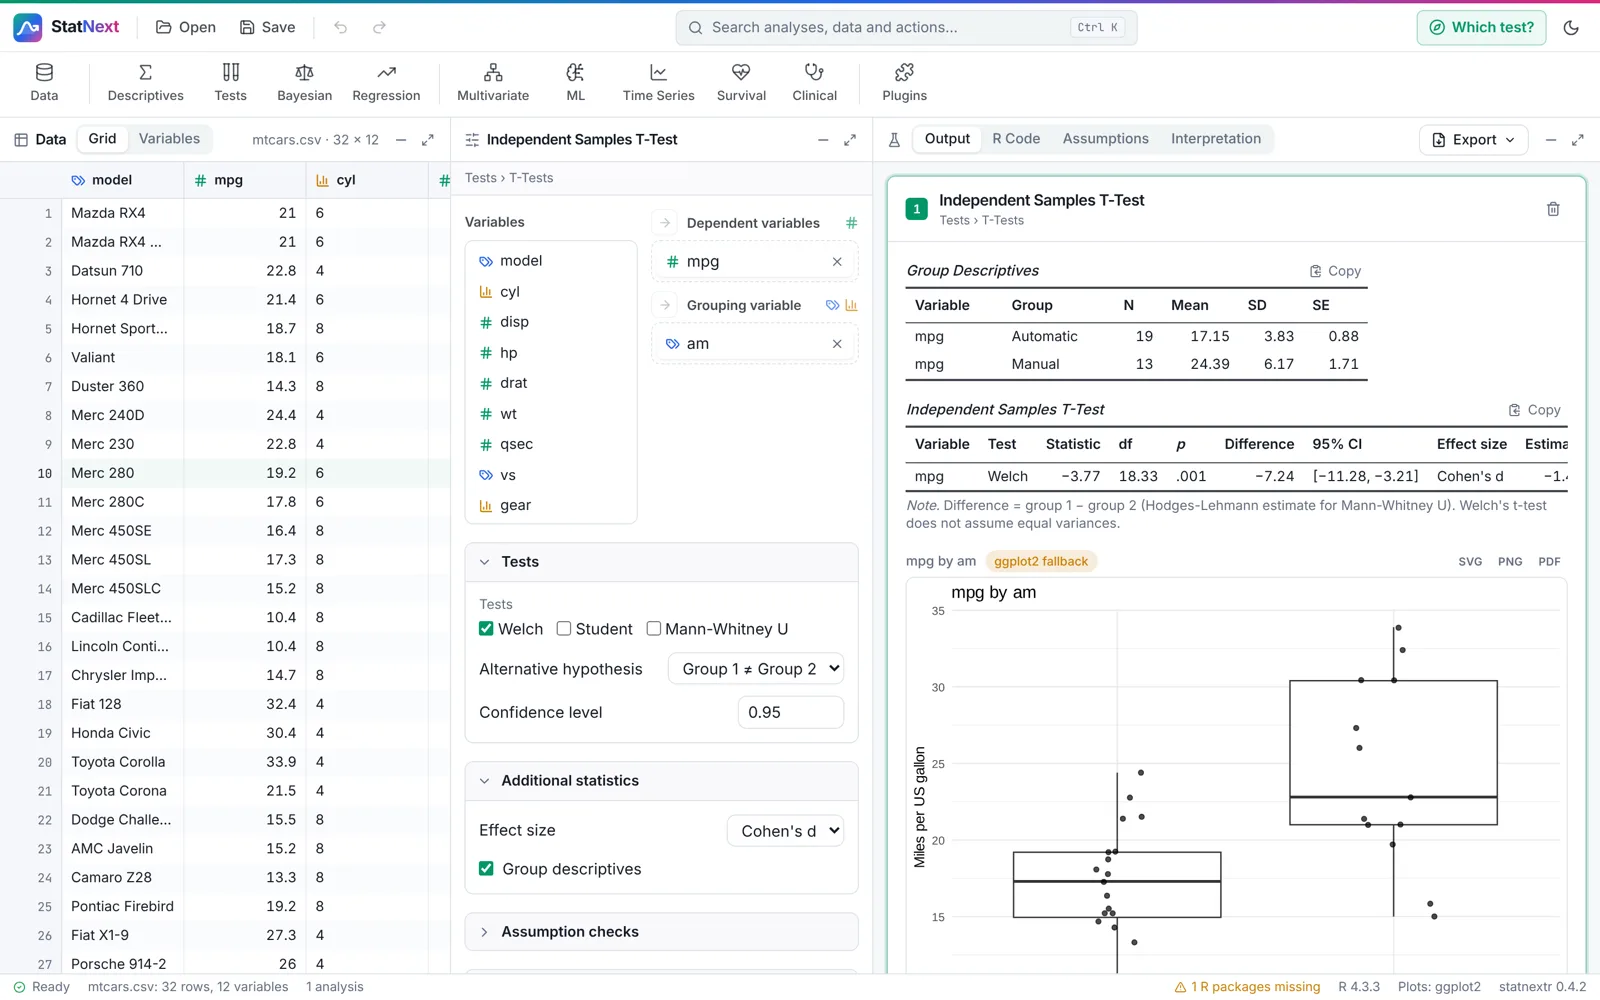 StatNext Open Save Search analyses, data and actions... Ctrl K Which test?
Data Descriptives Tests Bayesian Regression Multivariate ML Time Series Survival Clinical Plugins
Data Grid Variables mtcars.csv · 32 × 12
model mpg cyl
1 Mazda RX4 21 6
2 Mazda RX4 ... 21 6
3 Datsun 710 22.8 4
4 Hornet 4 Drive 21.4 6
5 Hornet Sport... 18.7 8
6 Valiant 18.1 6
7 Duster 360 14.3 8
8 Merc 240D 24.4 4
9 Merc 230 22.8 4
10 Merc 280 19.2 6
11 Merc 280C 17.8 6
12 Merc 450SE 16.4 8
13 Merc 450SL 17.3 8
14 Merc 450SLC 15.2 8
15 Cadillac Fleet... 10.4 8
16 Lincoln Conti... 10.4 8
17 Chrysler Imp... 14.7 8
18 Fiat 128 32.4 4
19 Honda Civic 30.4 4
20 Toyota Corolla 33.9 4
21 Toyota Corona 21.5 4
22 Dodge Challe... 15.5 8
23 AMC Javelin 15.2 8
24 Camaro Z28 13.3 8
25 Pontiac Firebird 19.2 8
26 Fiat X1-9 27.3 4
27 Porsche 914-2 26 4
Independent Samples T-Test
Tests › T-Tests
Variables
model
cyl
disp
hp
drat
wt
qsec
vs
gear
Dependent variables
mpg
Grouping variable
am
Tests
Tests
Welch Student Mann-Whitney U
Alternative hypothesis Group 1 ≠ Group 2
Confidence level 0.95
Additional statistics
Effect size Cohen's d
Group descriptives
Assumption checks
Output R Code Assumptions Interpretation Export
1 Independent Samples T-Test
Tests › T-Tests
Group Descriptives Copy
Variable Group N Mean SD SE
mpg Automatic 19 17.15 3.83 0.88
mpg Manual 13 24.39 6.17 1.71
Independent Samples T-Test Copy
Variable Test Statistic df p Difference 95% CI Effect size Estima
mpg Welch −3.77 18.33 .001 −7.24 [−11.28, −3.21] Cohen's d −1.4
Note. Difference = group 1 − group 2 (Hodges-Lehmann estimate for Mann-Whitney U). Welch's t-test
does not assume equal variances.
mpg by am ggplot2 fallback SVG PNG PDF
mpg by am
35
30
25
20
15
Miles per US gallon
Ready mtcars.csv: 32 rows, 12 variables 1 analysis 1 R packages missing R 4.3.3 Plots: ggplot2 statnextr 0.4.2